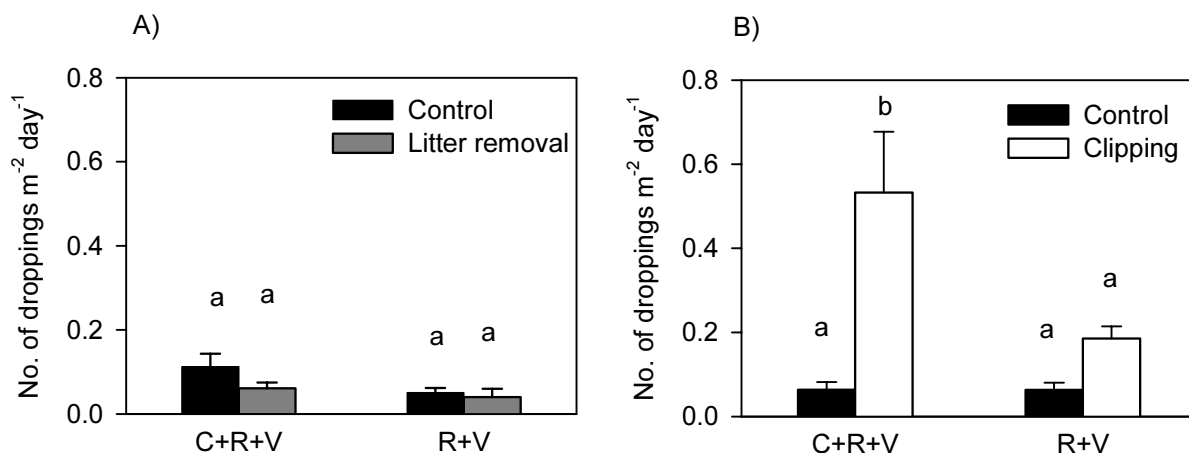 A)
No. of droppings m⁻² day⁻¹
0.8
0.6
0.4
0.2
0.0
Control
Litter removal
a
a
a
a
C+R+V
R+V
B)
No. of droppings m⁻² day⁻¹
0.8
0.6
0.4
0.2
0.0
Control
Clipping
a
b
a
a
C+R+V
R+V